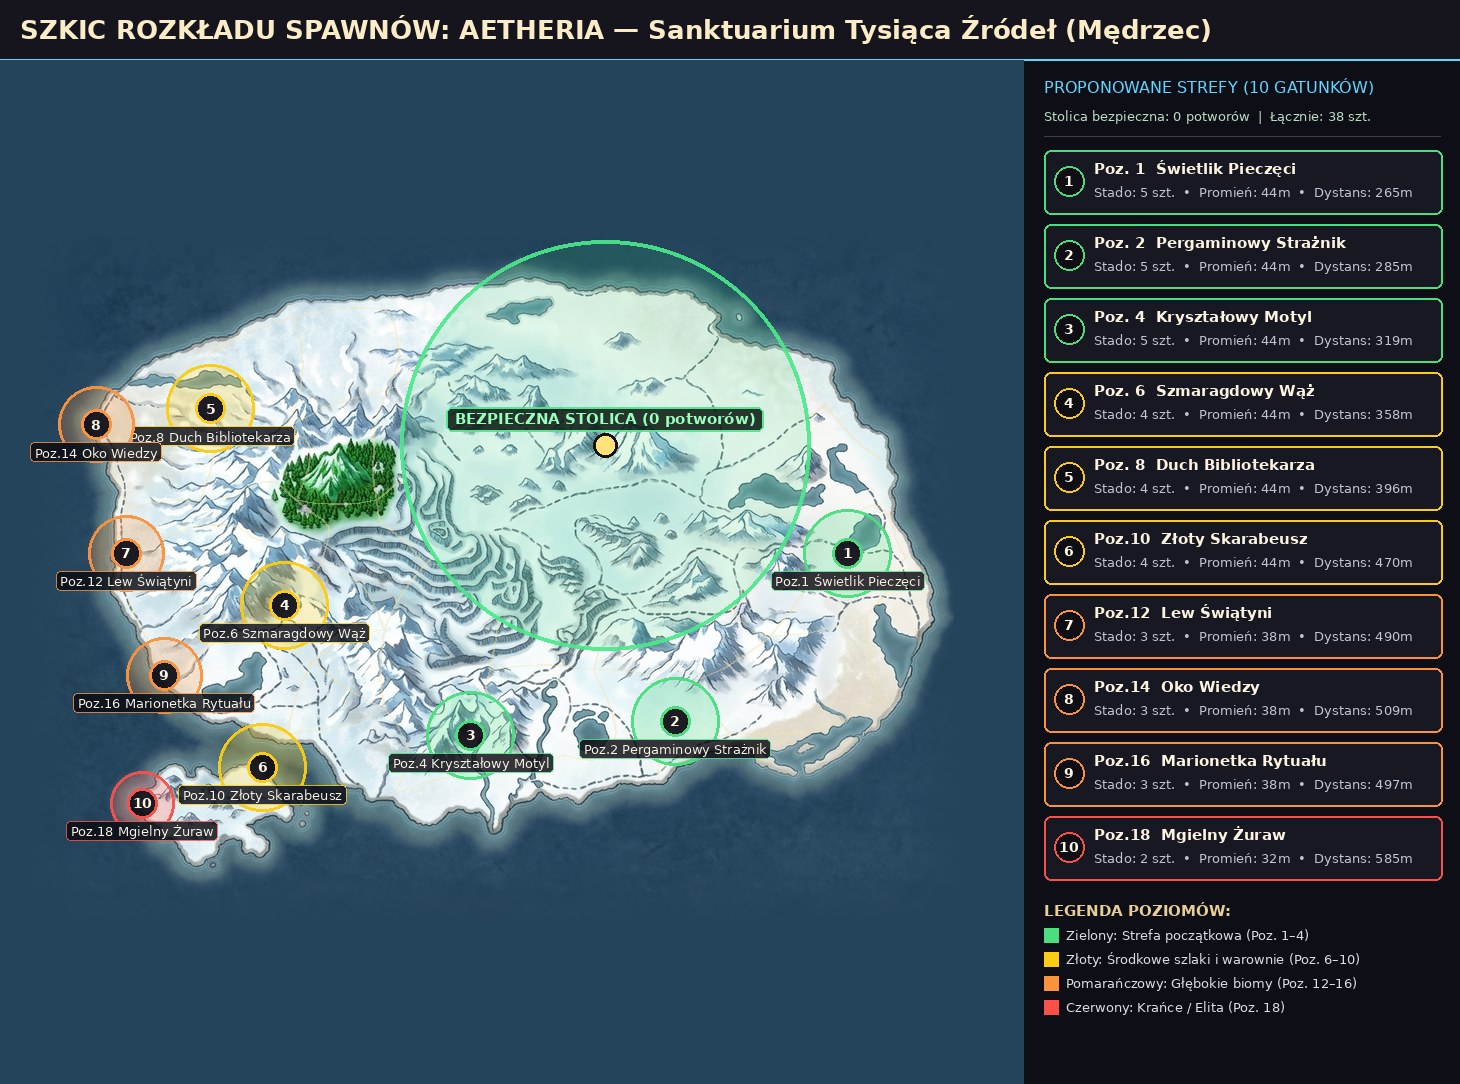 SZKIC ROZKŁADU SPAWNÓW: AETHERIA — Sanktuarium Tysiąca Źródeł (Mędrzec)
BEZPIECZNA STOLICA (0 potworów)
5
8
Poz.8 Duch Bibliotekarza
Poz.14 Oko Wiedzy
7
Poz.12 Lew Świątyni
1
Poz.1 Świetlik Pieczęci
4
Poz.6 Szmaragdowy Wąż
9
Poz.16 Marionetka Rytuału
2
Poz.2 Pergaminowy Strażnik
3
Poz.4 Kryształowy Motyl
6
Poz.10 Złoty Skarabeusz
10
Poz.18 Mgielny Żuraw
PROPONOWANE STREFY (10 GATUNKÓW)
Stolica bezpieczna: 0 potworów | Łącznie: 38 szt.
1
Poz. 1 Świetlik Pieczęci
Stado: 5 szt. • Promień: 44m • Dystans: 265m
2
Poz. 2 Pergaminowy Strażnik
Stado: 5 szt. • Promień: 44m • Dystans: 285m
3
Poz. 4 Kryształowy Motyl
Stado: 5 szt. • Promień: 44m • Dystans: 319m
4
Poz. 6 Szmaragdowy Wąż
Stado: 4 szt. • Promień: 44m • Dystans: 358m
5
Poz. 8 Duch Bibliotekarza
Stado: 4 szt. • Promień: 44m • Dystans: 396m
6
Poz.10 Złoty Skarabeusz
Stado: 4 szt. • Promień: 44m • Dystans: 470m
7
Poz.12 Lew Świątyni
Stado: 3 szt. • Promień: 38m • Dystans: 490m
8
Poz.14 Oko Wiedzy
Stado: 3 szt. • Promień: 38m • Dystans: 509m
9
Poz.16 Marionetka Rytuału
Stado: 3 szt. • Promień: 38m • Dystans: 497m
10
Poz.18 Mgielny Żuraw
Stado: 2 szt. • Promień: 32m • Dystans: 585m
LEGENDA POZIOMÓW:
Zielony: Strefa początkowa (Poz. 1–4)
Złoty: Środkowe szlaki i warownie (Poz. 6–10)
Pomarańczowy: Głębokie biomy (Poz. 12–16)
Czerwony: Krańce / Elita (Poz. 18)